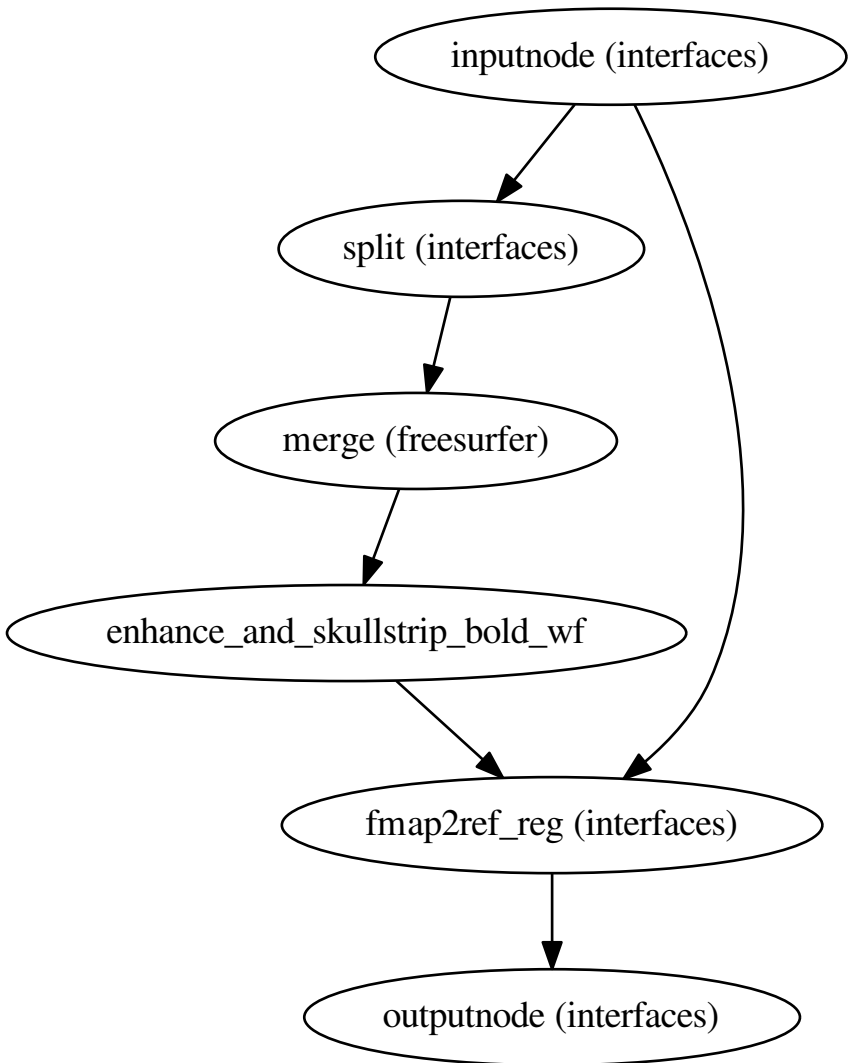 inputnode (interfaces)
split (interfaces)
merge (freesurfer)
enhance_and_skullstrip_bold_wf
fmap2ref_reg (interfaces)
outputnode (interfaces)